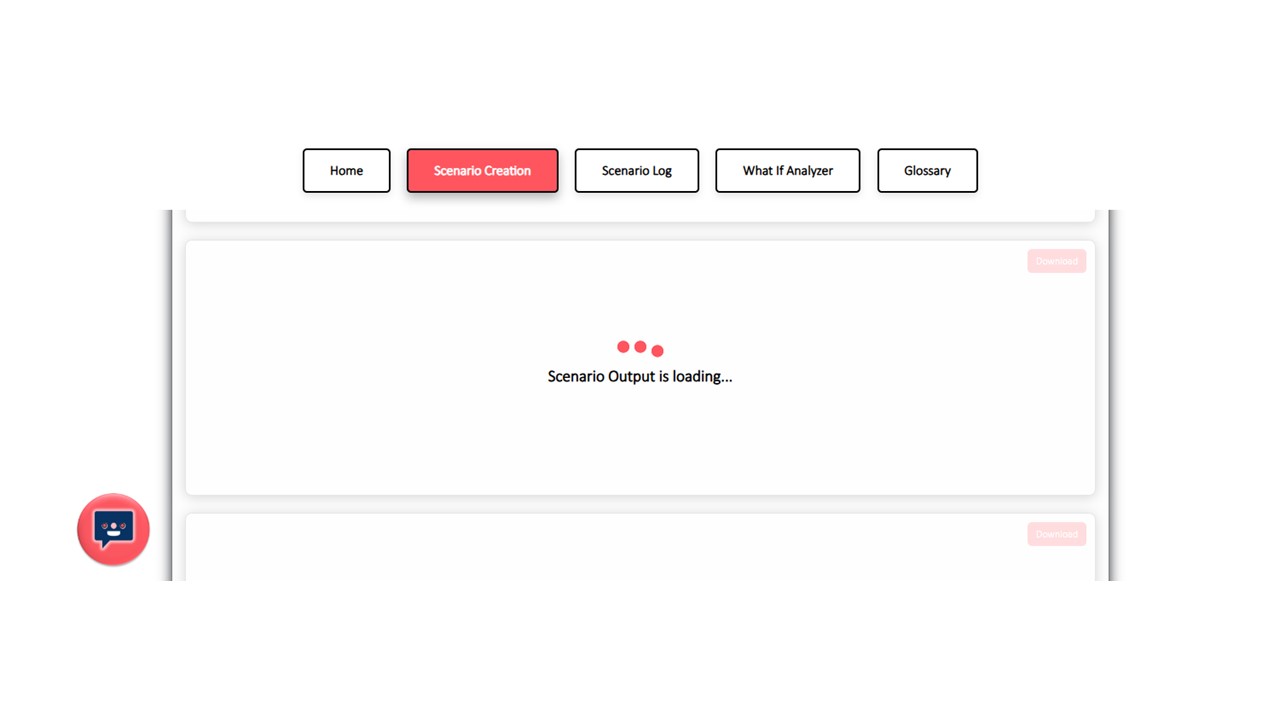 Home
Scenario Creation
Scenario Log
What If Analyzer
Glossary
Download
Scenario Output is loading...
Download